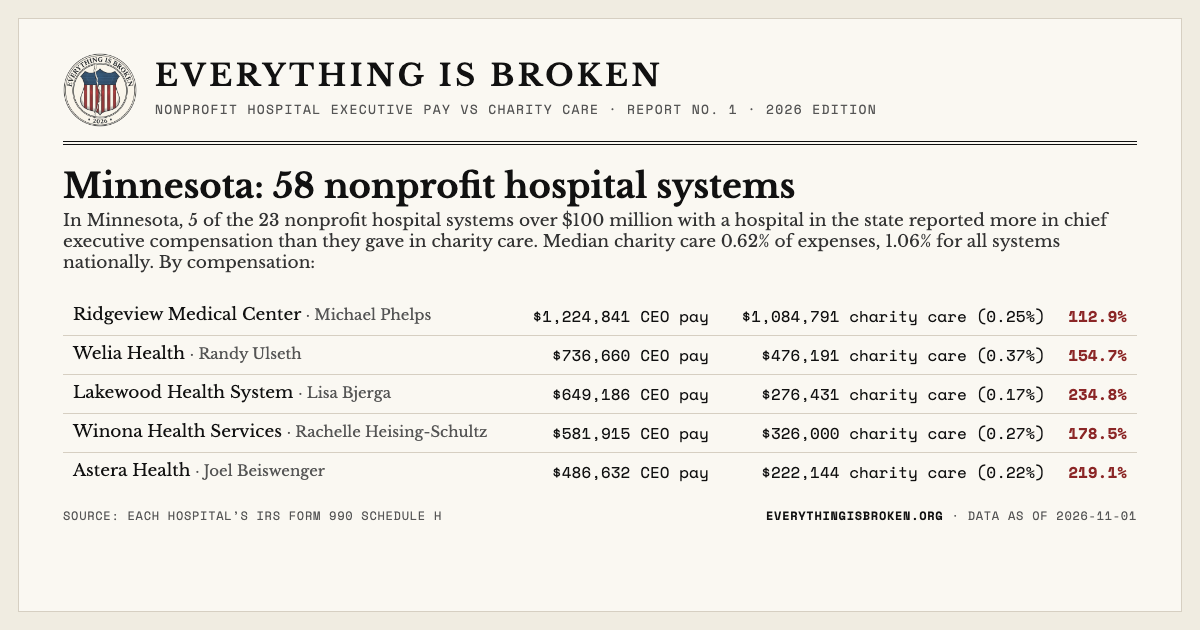 EVERYTHING IS BROKEN
• 2026 •
EVERYTHING IS BROKEN
NONPROFIT HOSPITAL EXECUTIVE PAY VS CHARITY CARE · REPORT NO. 1 · 2026 EDITION
Minnesota: 58 nonprofit hospital systems
In Minnesota, 5 of the 23 nonprofit hospital systems over $100 million with a hospital in the state reported more in chief
executive compensation than they gave in charity care. Median charity care 0.62% of expenses, 1.06% for all systems
nationally. By compensation:
Ridgeview Medical Center · Michael Phelps $1,224,841 CEO pay $1,084,791 charity care (0.25%) 112.9%
Welia Health · Randy Ulseth $736,660 CEO pay $476,191 charity care (0.37%) 154.7%
Lakewood Health System · Lisa Bjerga $649,186 CEO pay $276,431 charity care (0.17%) 234.8%
Winona Health Services · Rachelle Heising-Schultz $581,915 CEO pay $326,000 charity care (0.27%) 178.5%
Astera Health · Joel Beiswenger $486,632 CEO pay $222,144 charity care (0.22%) 219.1%
SOURCE: EACH HOSPITAL’S IRS FORM 990 SCHEDULE H EVERYTHINGISBROKEN.ORG · DATA AS OF 2026-11-01